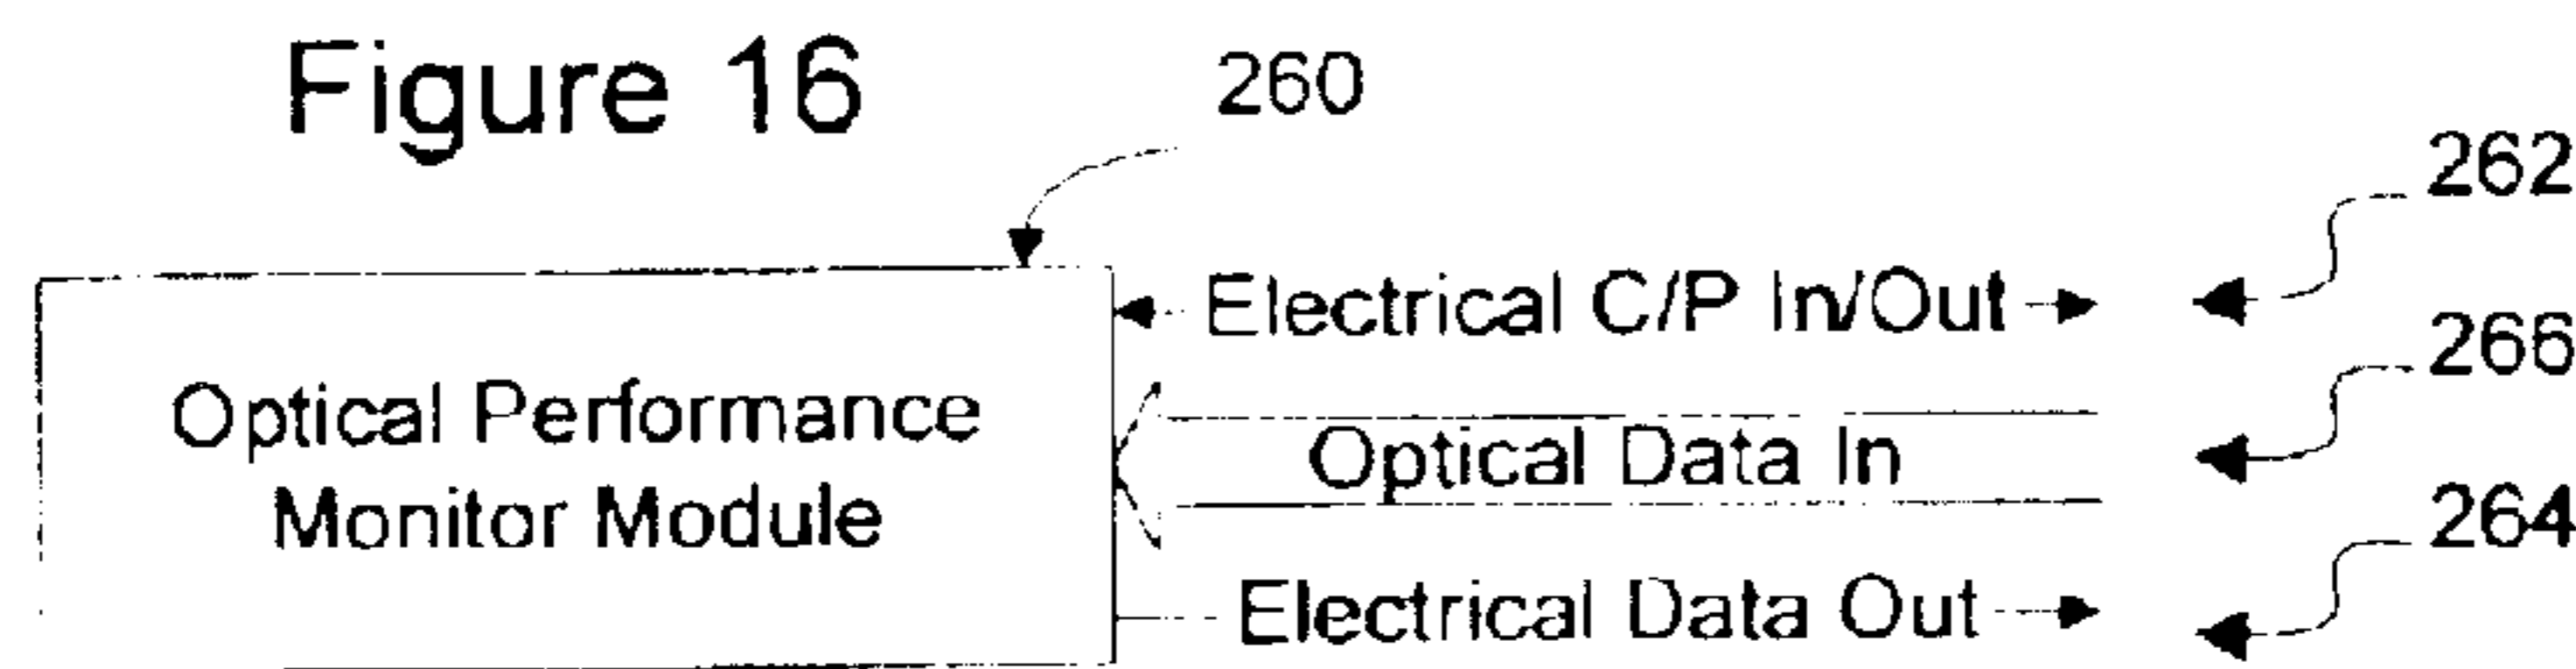 Figure 16
260
262
Electrical C/P In/Out
266
Optical Performance
Monitor Module
Optical Data In
264
Electrical Data Out